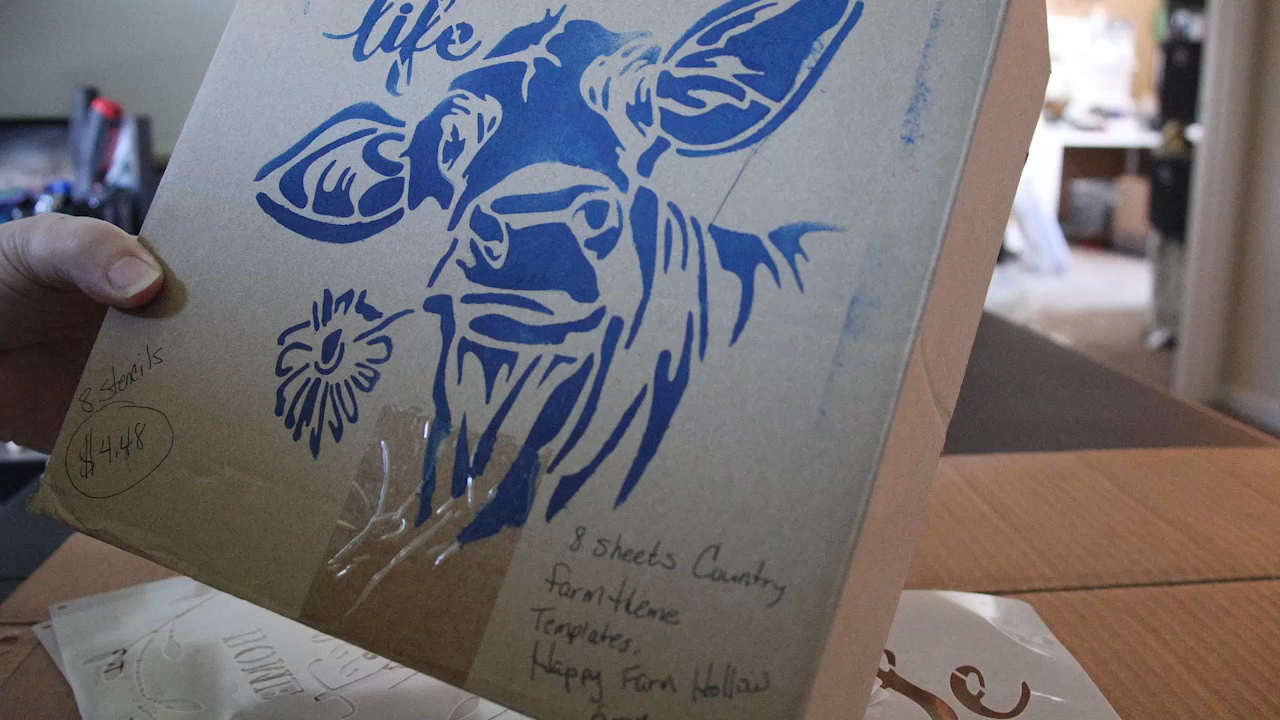 life
8 stencils
$4.48
8 sheets Country
farm theme
Templates,
Happy Farm Hollow
HOME